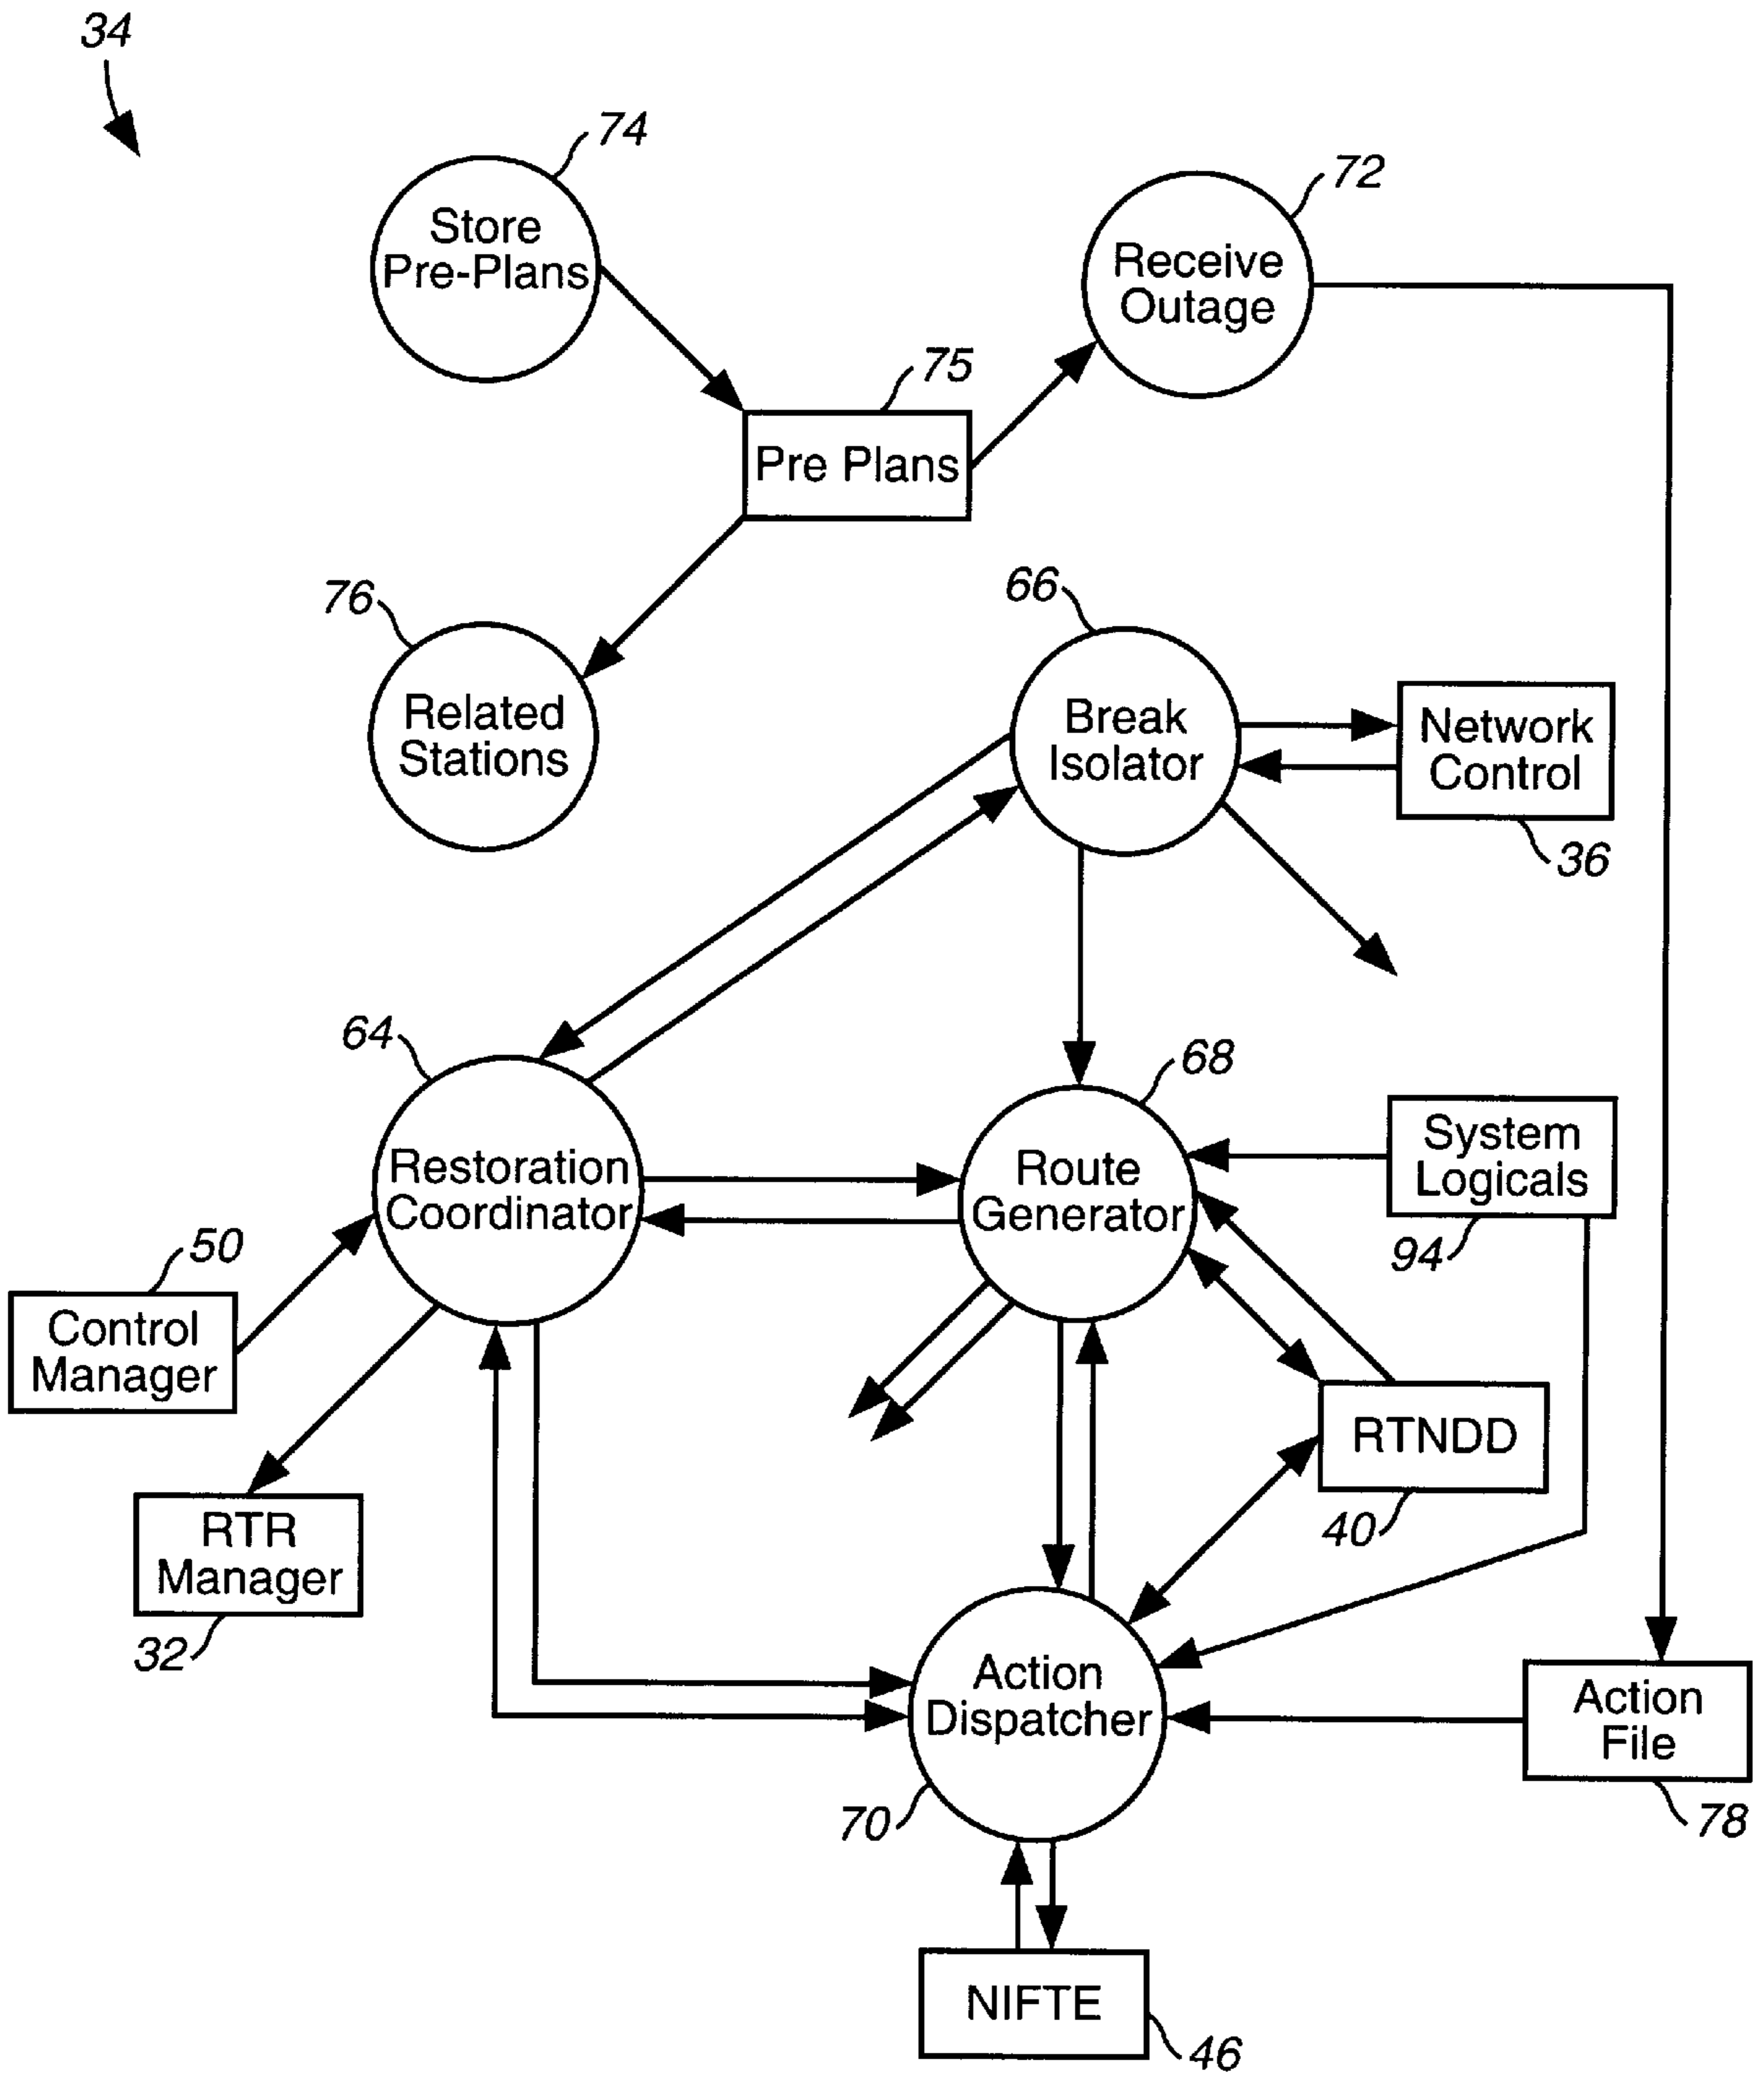 34
74
Store
Pre-Plans
72
Receive
Outage
75
Pre Plans
76
Related
Stations
66
Break
Isolator
Network
Control
36
64
Restoration
Coordinator
68
Route
Generator
System
Logicals
94
50
Control
Manager
RTR
Manager
32
RTNDD
40
Action
Dispatcher
70
Action
File
78
NIFTE
46